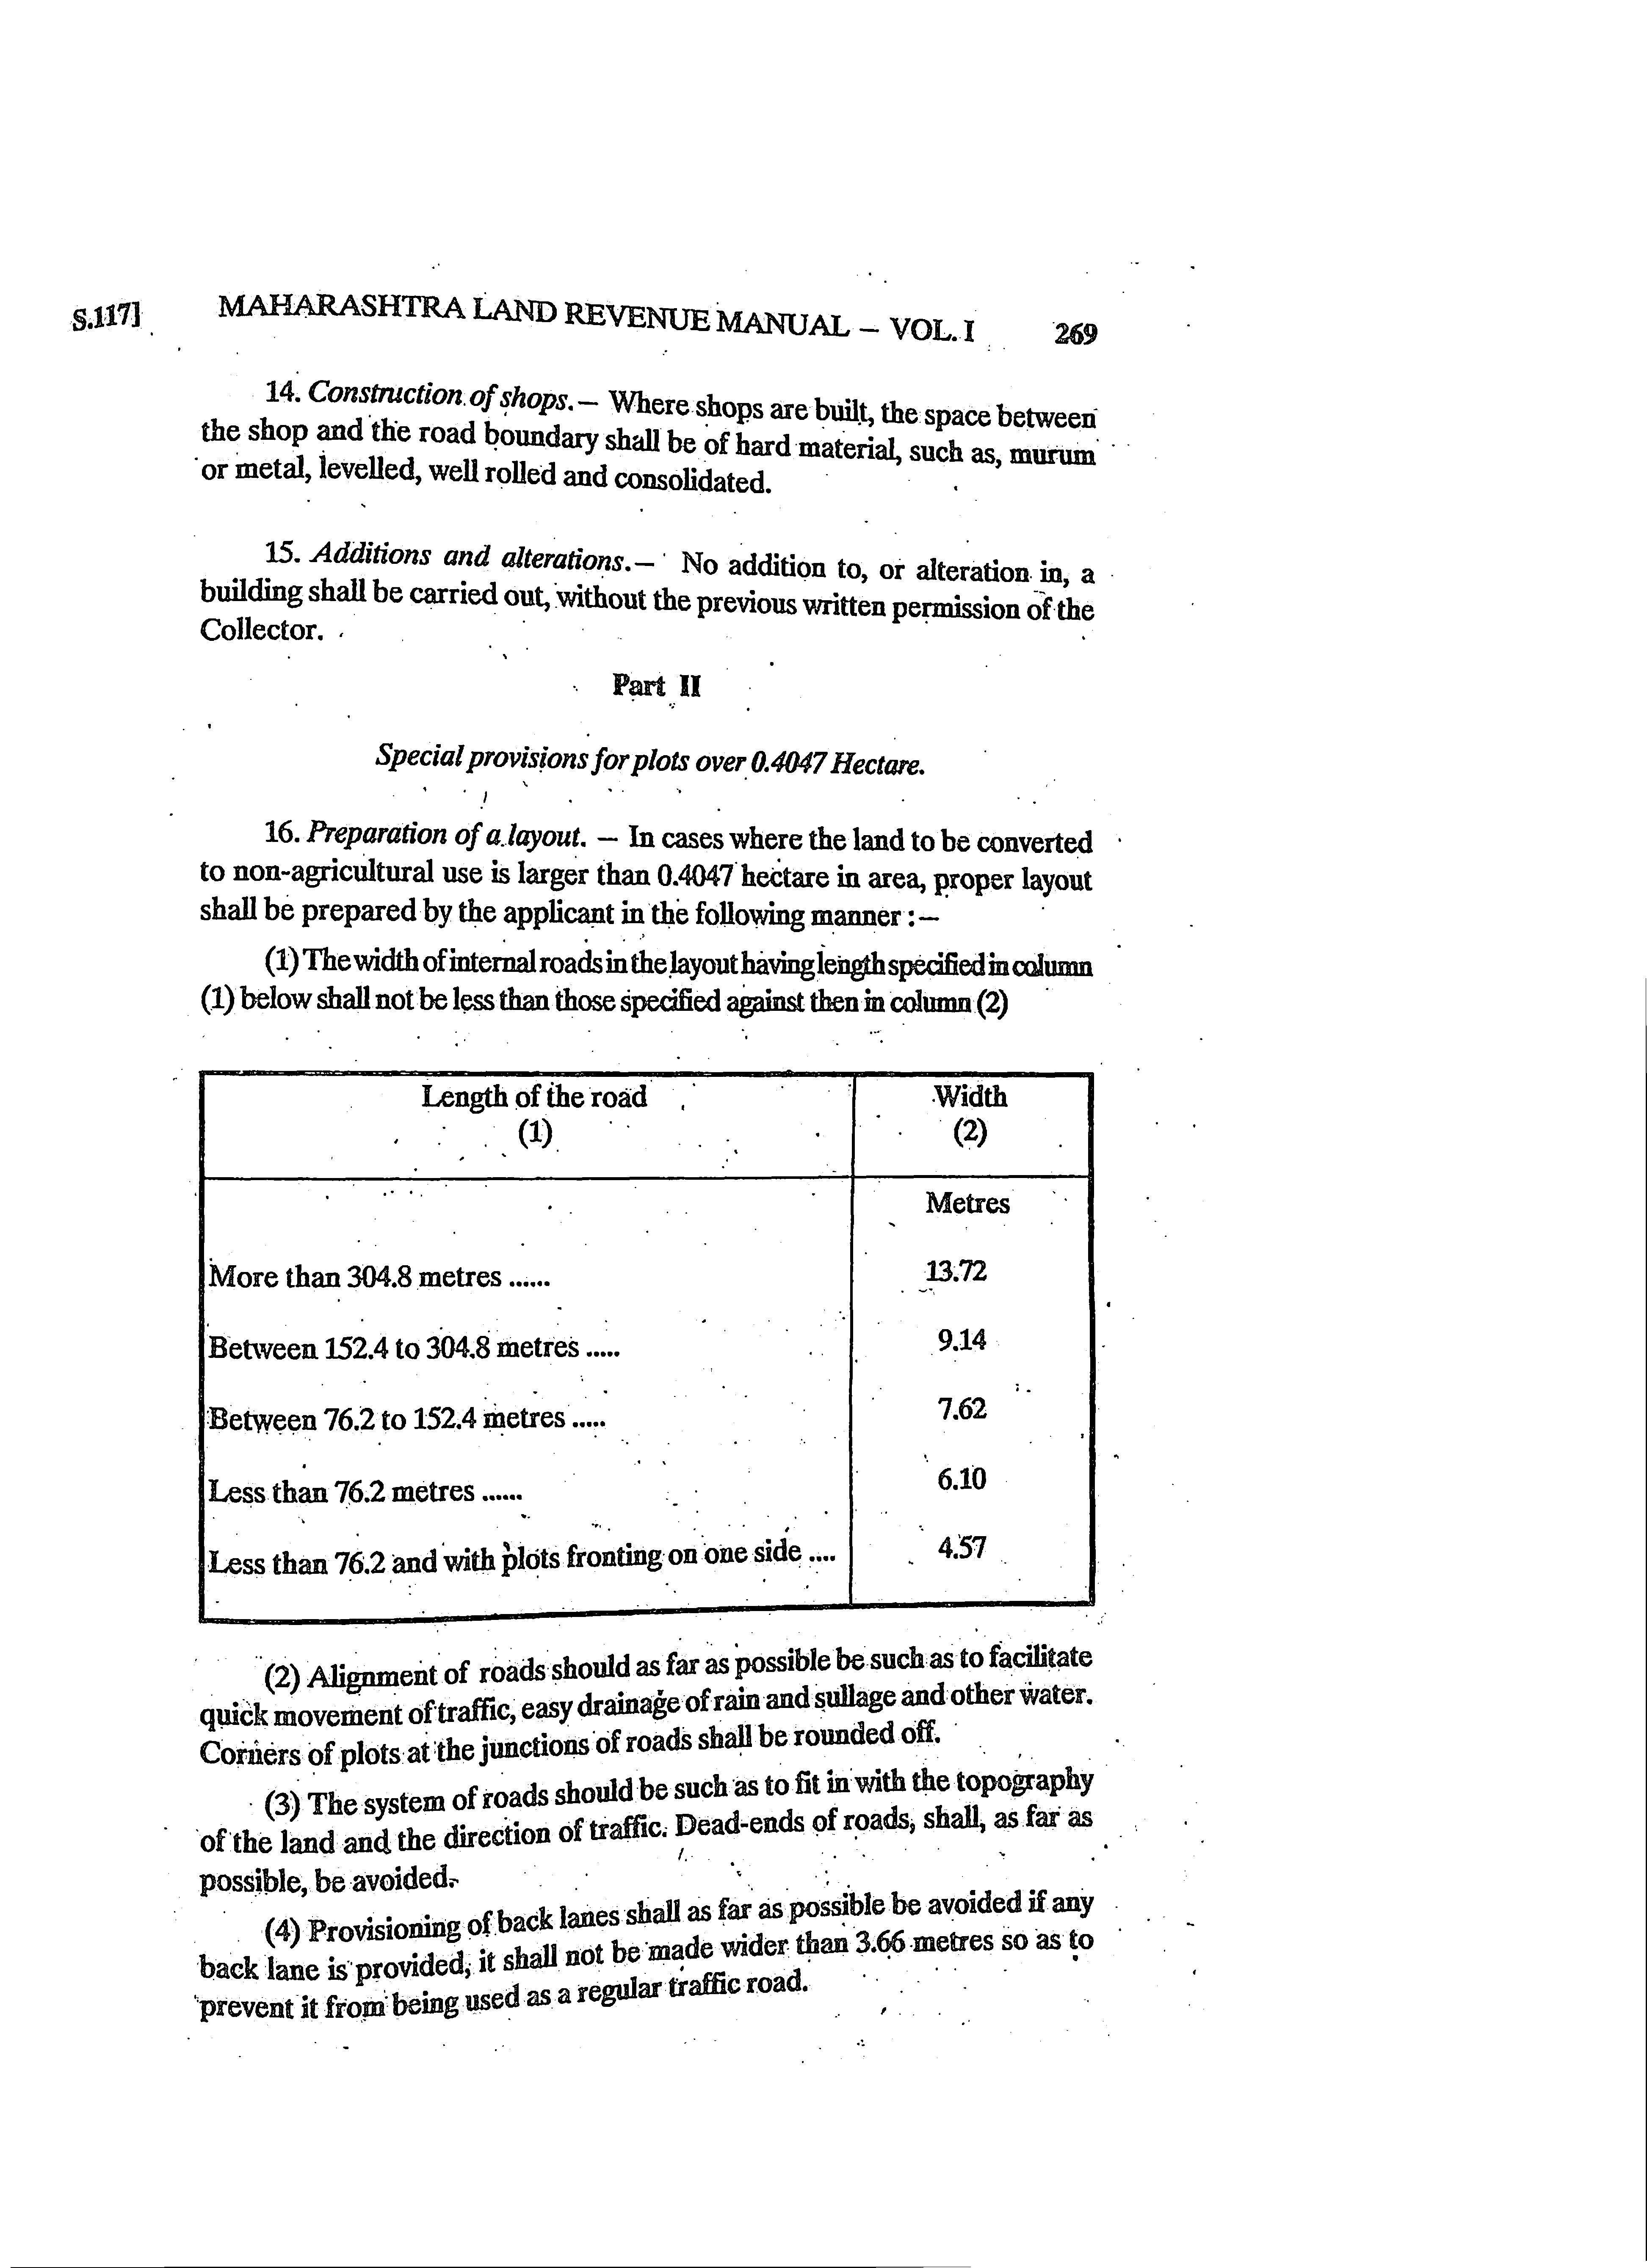 S.117] MAHARASHTRA LAND REVENUE MANUAL – VOL. I 269
14. Construction of shops. — Where shops are built, the space between
the shop and the road boundary shall be of hard material, such as, murum
or metal, levelled, well rolled and consolidated.
15. Additions and alterations.— No addition to, or alteration in, a
building shall be carried out, without the previous written permission of the
Collector.
Part II
Special provisions for plots over 0.4047 Hectare.
16. Preparation of a layout. — In cases where the land to be converted
to non-agricultural use is larger than 0.4047 hectare in area, proper layout
shall be prepared by the applicant in the following manner :—
(1) The width of internal roads in the layout having length specified in column
(1) below shall not be less than those specified against then in column (2)
Length of the road Width
(1) (2)
Metres
More than 304.8 metres ...... 13.72
Between 152.4 to 304.8 metres ..... 9.14
Between 76.2 to 152.4 metres ..... 7.62
Less than 76.2 metres ...... 6.10
Less than 76.2 and with plots fronting on one side .... 4.57
(2) Alignment of roads should as far as possible be such as to facilitate
quick movement of traffic, easy drainage of rain and sullage and other water.
Corners of plots at the junctions of roads shall be rounded off.
(3) The system of roads should be such as to fit in with the topography
of the land and the direction of traffic. Dead-ends of roads, shall, as far as
possible, be avoided.
(4) Provisioning of back lanes shall as far as possible be avoided if any
back lane is provided, it shall not be made wider than 3.66 metres so as to
prevent it from being used as a regular traffic road.